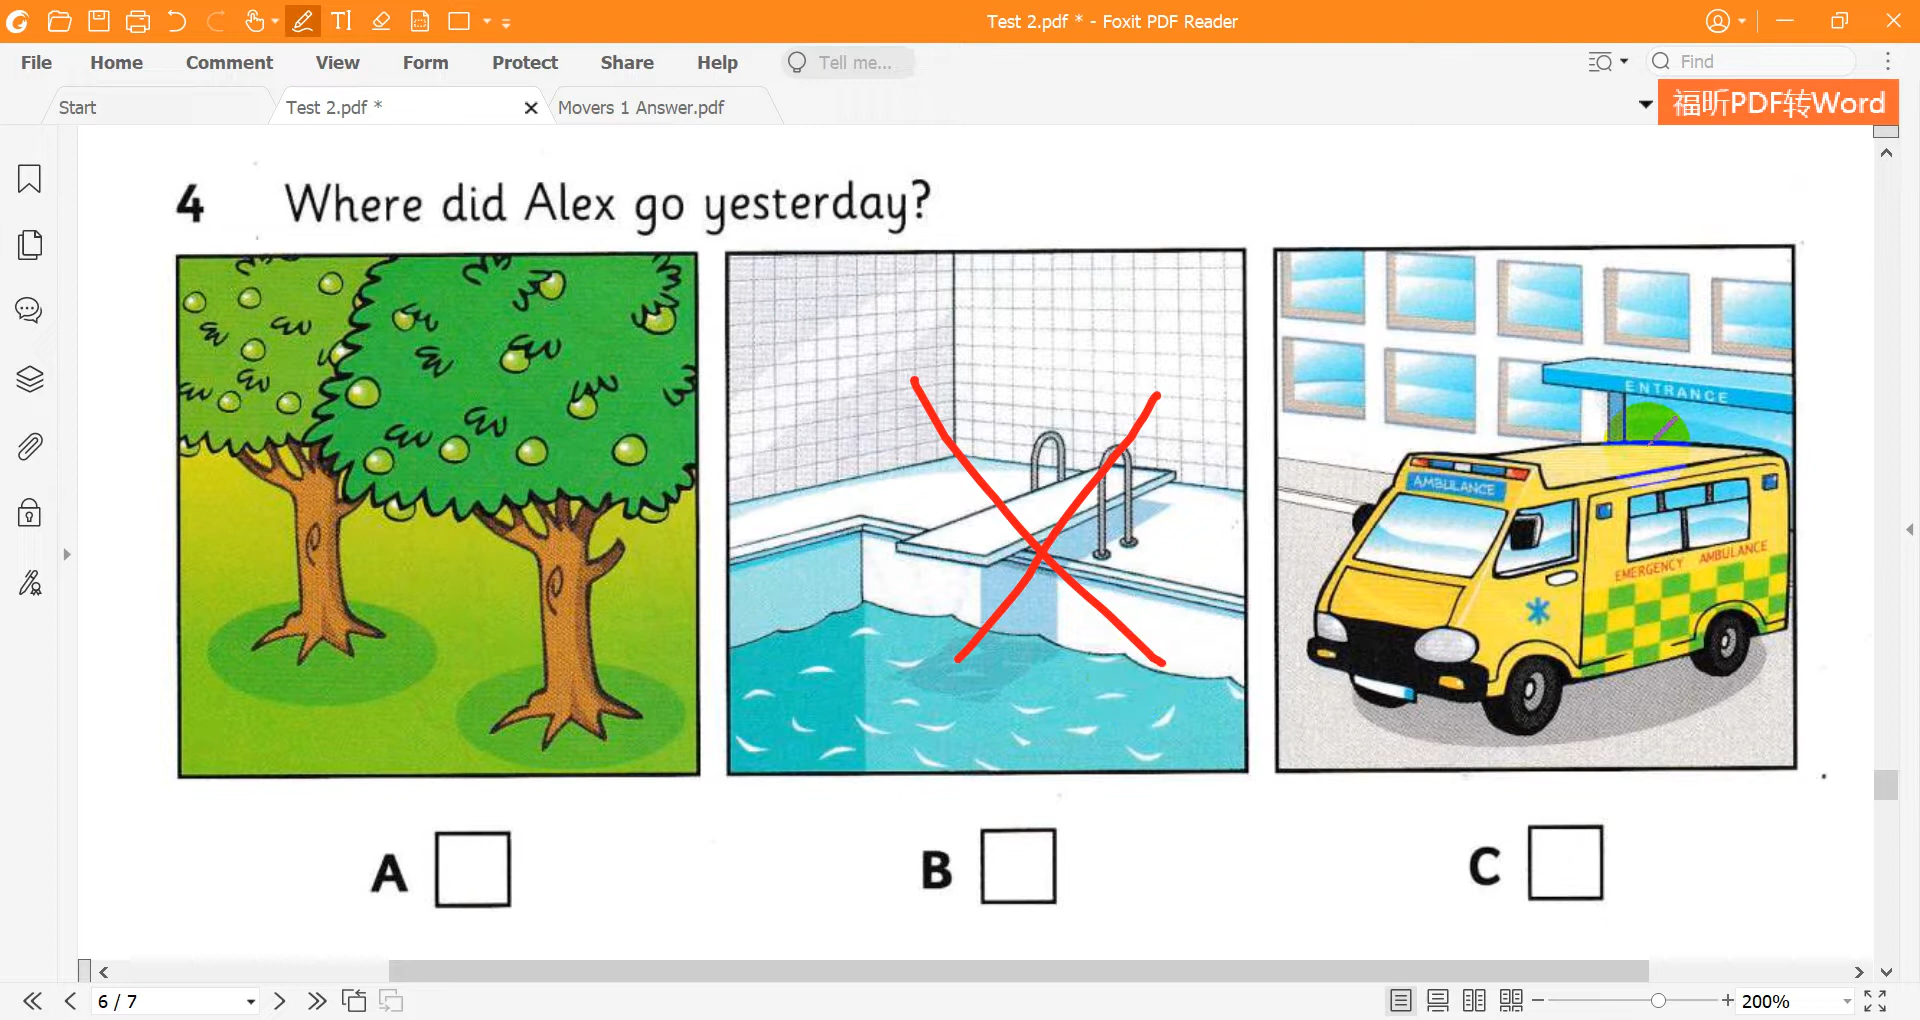 Test 2.pdf * - Foxit PDF Reader
File Home Comment View Form Protect Share Help Tell me... Find
Start Test 2.pdf * Movers 1 Answer.pdf 福昕PDF转Word
4 Where did Alex go yesterday?
ENTRANCE
AMBULANCE
EMERGENCY AMBULANCE
A B C
6 / 7 200%